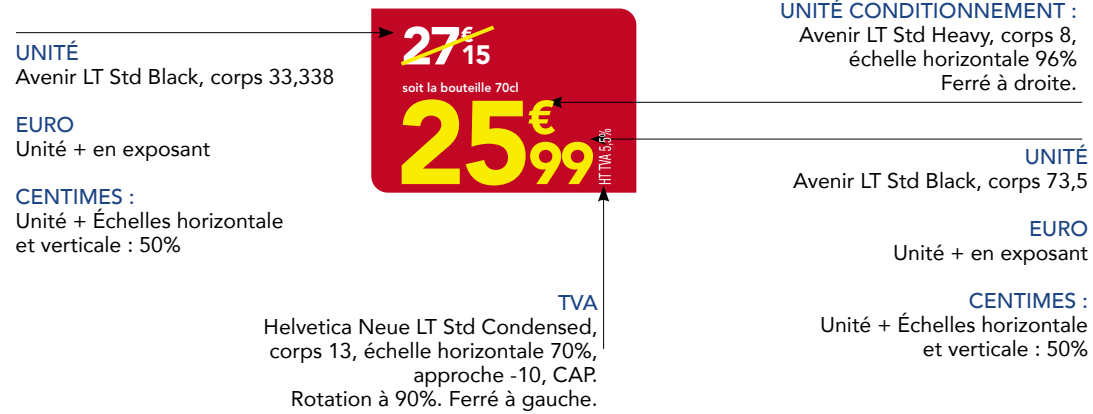 UNITÉ
Avenir LT Std Black, corps 33,338
EURO
Unité + en exposant
CENTIMES :
Unité + Échelles horizontale
et verticale : 50%
27€15
soit la bouteille 70cl
25€99
HT TVA 5,5%
UNITÉ CONDITIONNEMENT :
Avenir LT Std Heavy, corps 8,
échelle horizontale 96%
Ferré à droite.
UNITÉ
Avenir LT Std Black, corps 73,5
EURO
Unité + en exposant
CENTIMES :
Unité + Échelles horizontale
et verticale : 50%
TVA
Helvetica Neue LT Std Condensed,
corps 13, échelle horizontale 70%,
approche -10, CAP.
Rotation à 90%. Ferré à gauche.